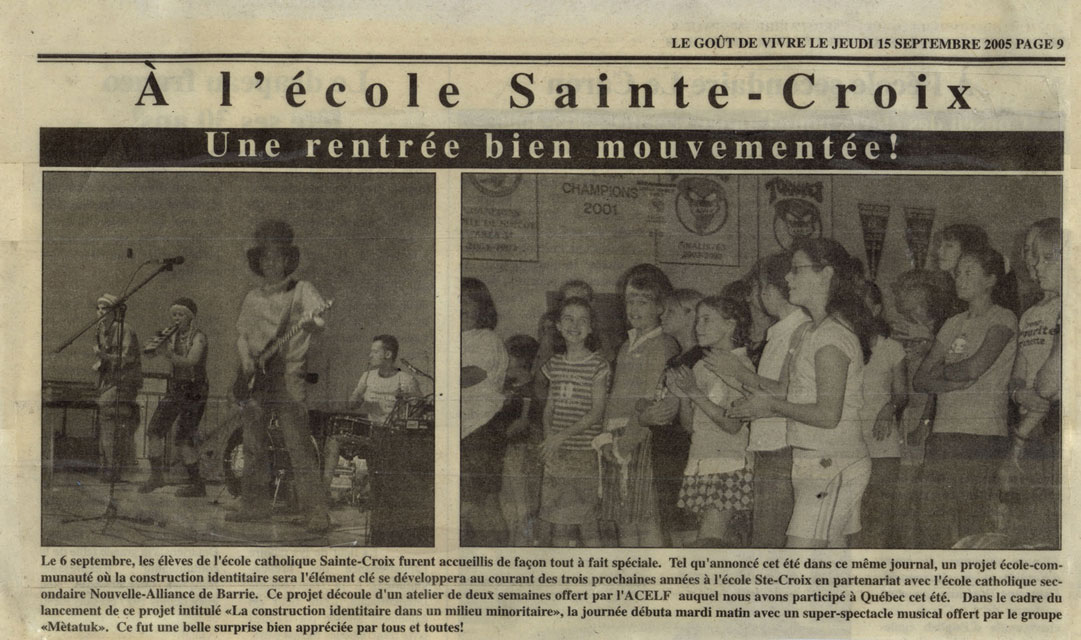 LE GOÛT DE VIVRE LE JEUDI 15 SEPTEMBRE 2005 PAGE 9
À l'école Sainte-Croix
Une rentrée bien mouvementée!
CHAMPIONS
2001
FINALISTES
Le 6 septembre, les élèves de l'école catholique Sainte-Croix furent accueillis de façon tout à fait spéciale. Tel qu'annoncé cet été dans ce même journal, un projet école-com-
munauté où la construction identitaire sera l'élément clé se développera au courant des trois prochaines années à l'école Ste-Croix en partenariat avec l'école catholique sec-
ondaire Nouvelle-Alliance de Barrie. Ce projet découle d'un atelier de deux semaines offert par l'ACELF auquel nous avons participé à Québec cet été. Dans le cadre du
lancement de ce projet intitulé «La construction identitaire dans un milieu minoritaire», la journée débuta mardi matin avec un super-spectacle musical offert par le groupe
«Mètatuk». Ce fut une belle surprise bien appréciée par tous et toutes!